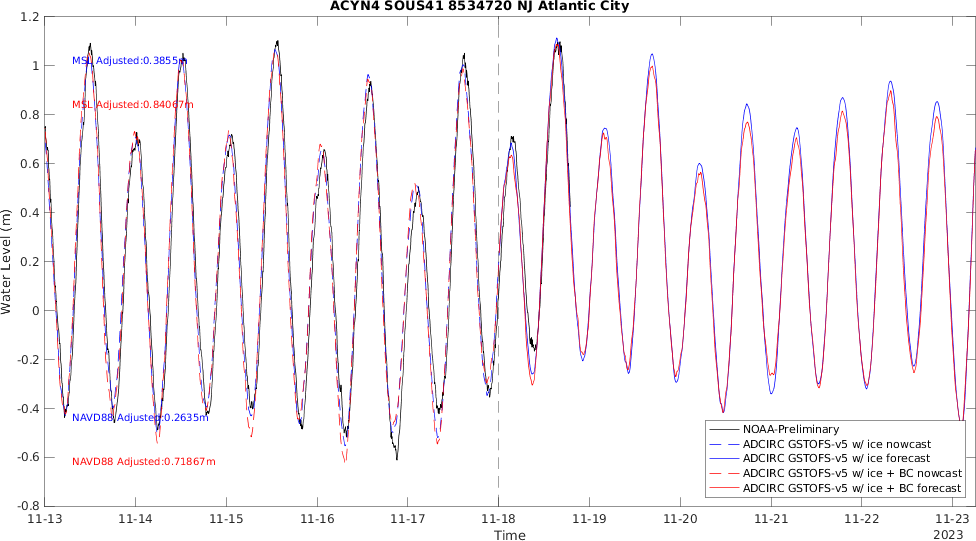 ACYN4 SOUS41 8534720 NJ Atlantic City
1.2
1
0.8
0.6
0.4
0.2
0
-0.2
-0.4
-0.6
-0.8
Water Level (m)
MSL Adjusted:0.3855m
MSL Adjusted:0.84067m
NAVD88 Adjusted:0.2635m
NAVD88 Adjusted:0.71867m
NOAA-Preliminary
ADCIRC GSTOFS-v5 w/ ice nowcast
ADCIRC GSTOFS-v5 w/ ice forecast
ADCIRC GSTOFS-v5 w/ ice + BC nowcast
ADCIRC GSTOFS-v5 w/ ice + BC forecast
11-13 11-14 11-15 11-16 11-17 11-18 11-19 11-20 11-21 11-22 11-23
Time
2023